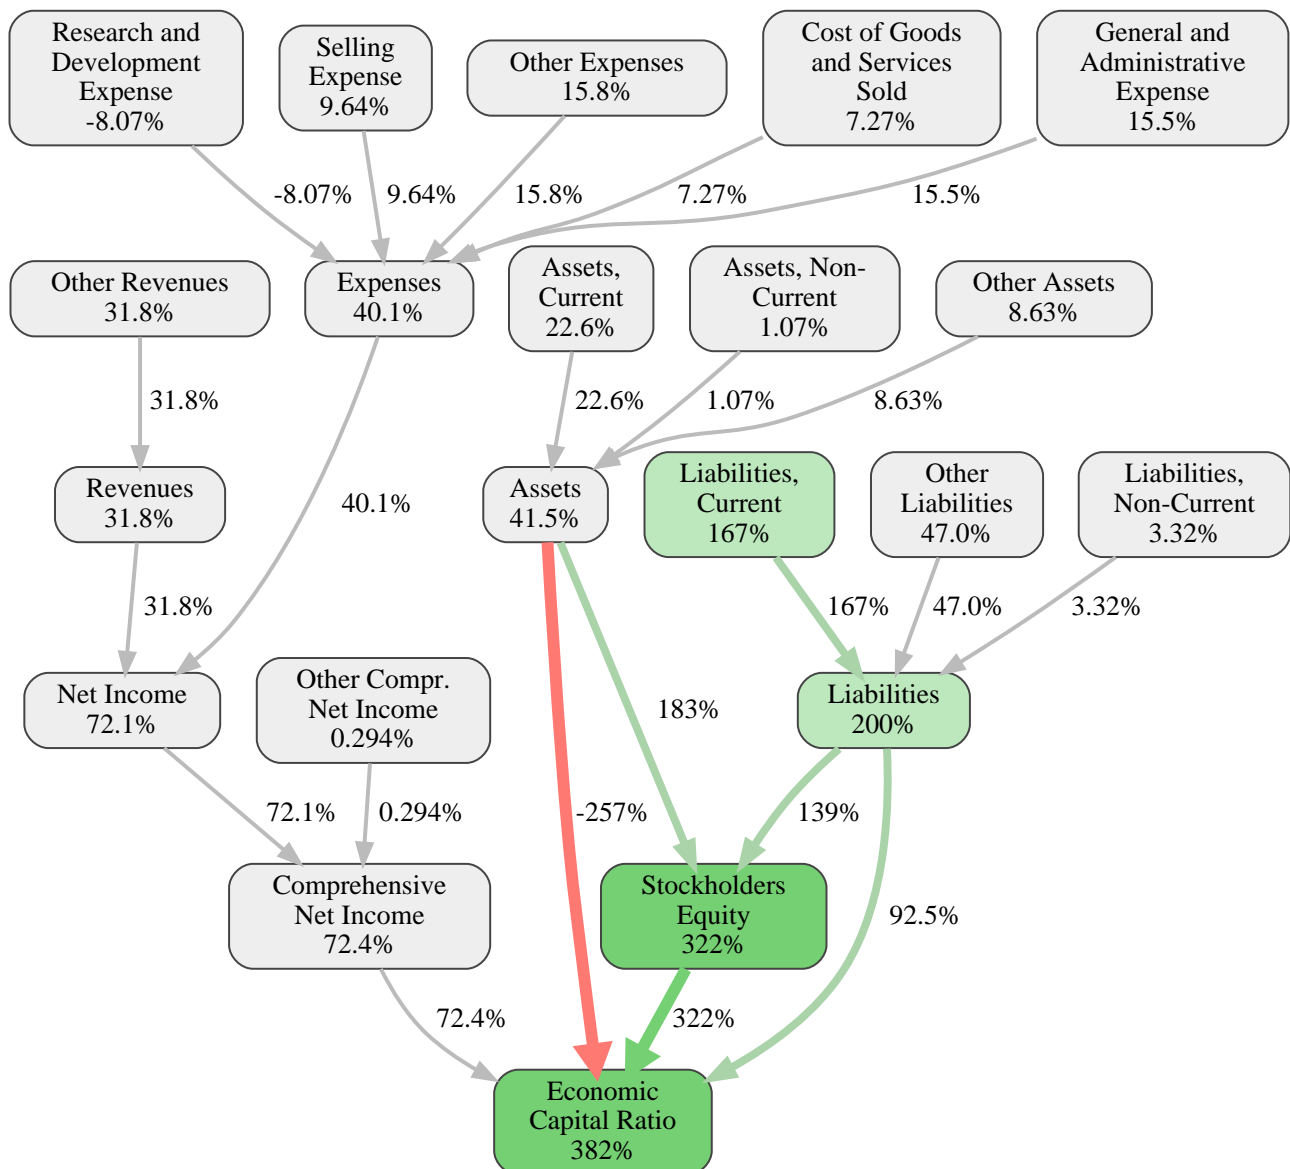 Research and
Development
Expense
-8.07%
Selling
Expense
9.64%
Other Expenses
15.8%
Cost of Goods
and Services
Sold
7.27%
General and
Administrative
Expense
15.5%
-8.07%
9.64%
15.8%
7.27%
15.5%
Other Revenues
31.8%
Expenses
40.1%
Assets,
Current
22.6%
Assets, Non-
Current
1.07%
Other Assets
8.63%
31.8%
22.6%
1.07%
8.63%
Revenues
31.8%
40.1%
Assets
41.5%
Liabilities,
Current
167%
Other
Liabilities
47.0%
Liabilities,
Non-Current
3.32%
31.8%
167%
47.0%
3.32%
Net Income
72.1%
Other Compr.
Net Income
0.294%
183%
Liabilities
200%
72.1%
0.294%
-257%
139%
Comprehensive
Net Income
72.4%
Stockholders
Equity
322%
92.5%
72.4%
322%
Economic
Capital Ratio
382%